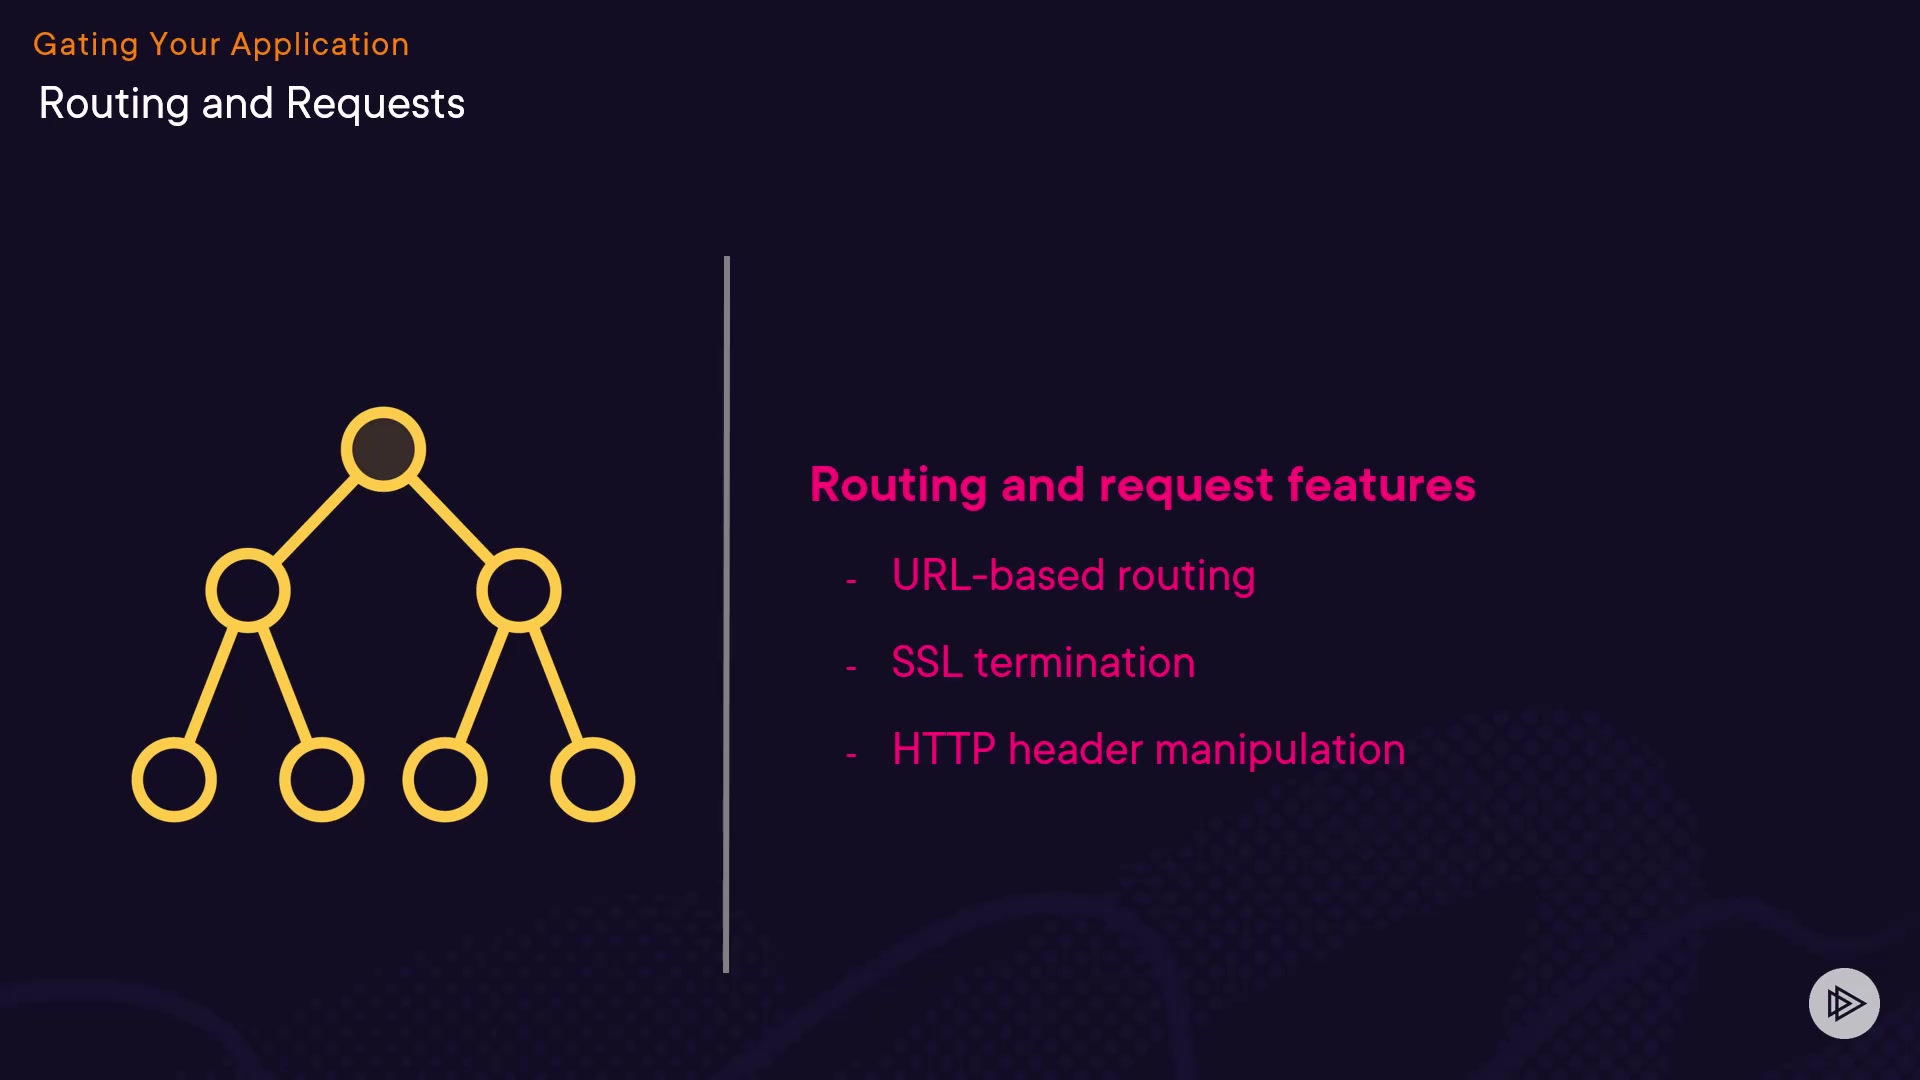 Gating Your Application
Routing and Requests
Routing and request features
- URL-based routing
- SSL termination
- HTTP header manipulation